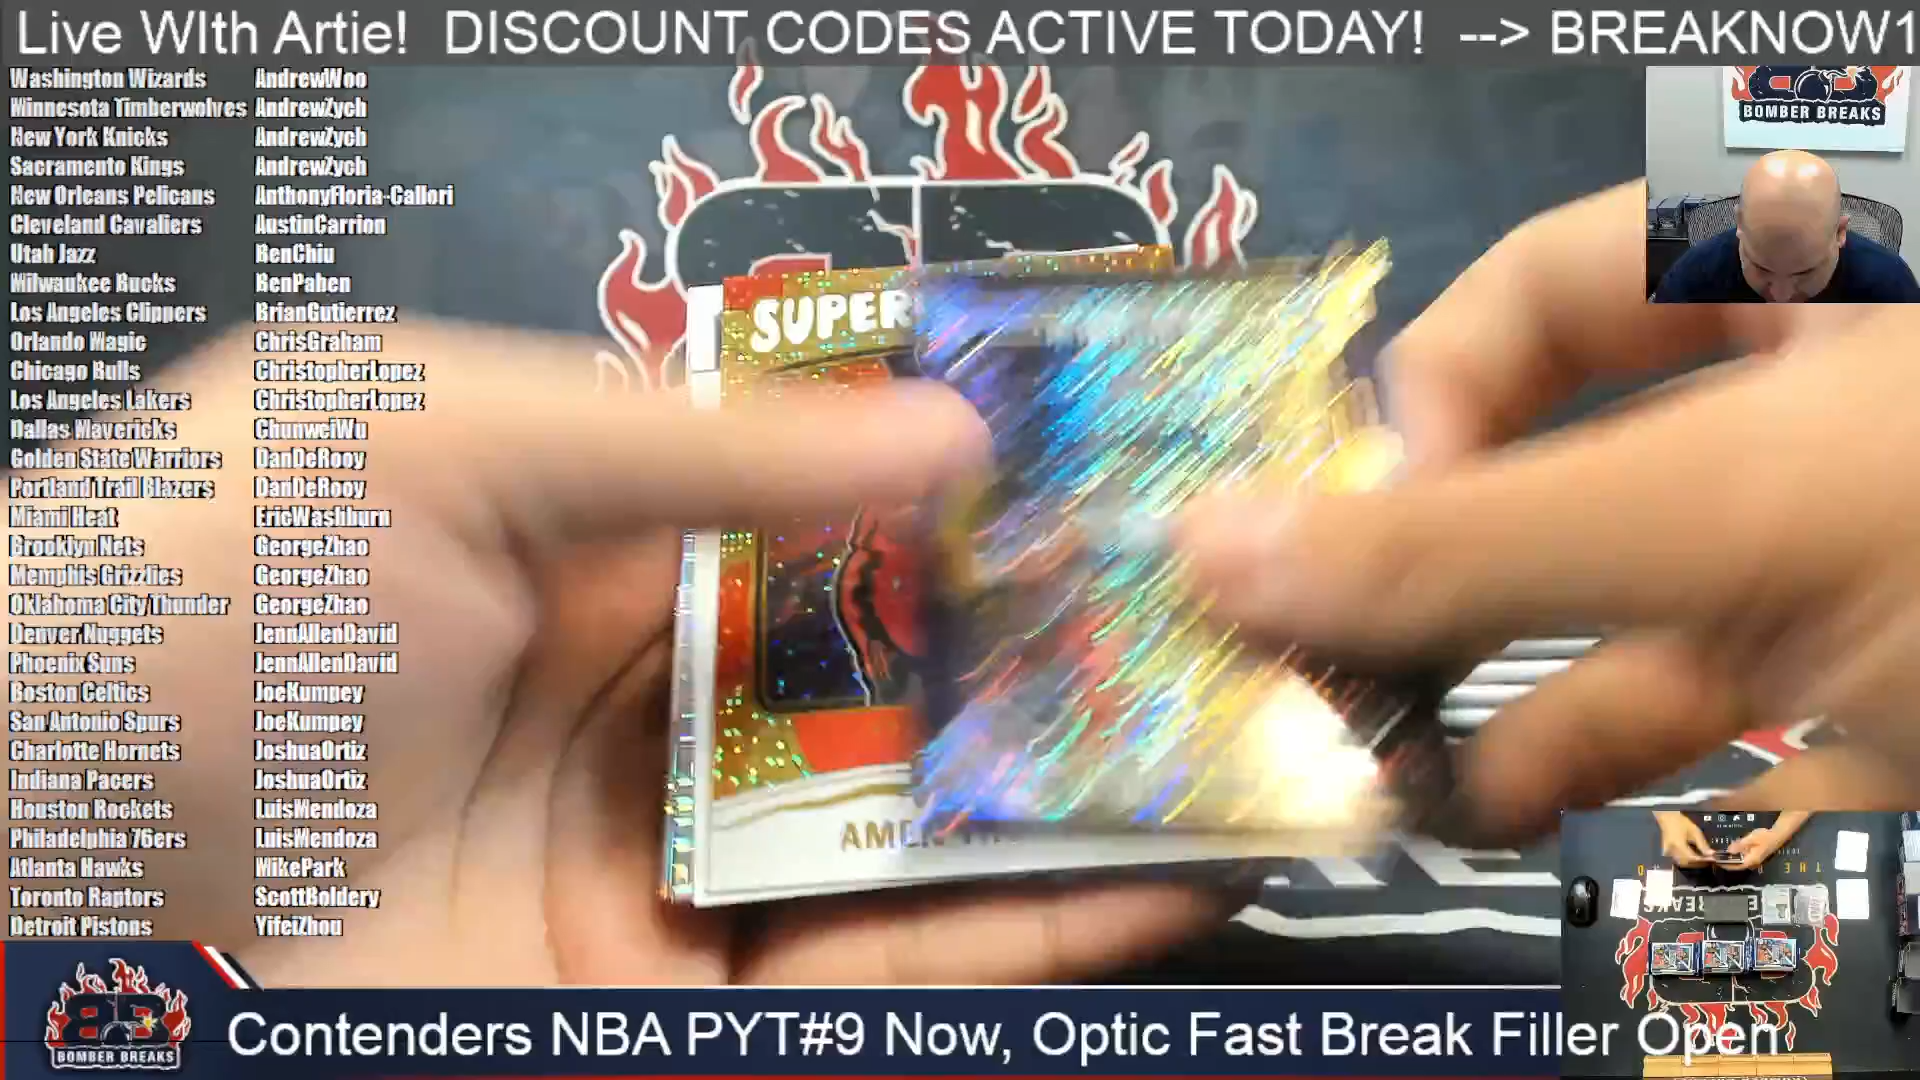 Live WIth Artie!  DISCOUNT CODES ACTIVE TODAY!  --> BREAKNOW1
Washington Wizards AndrewWoo
Minnesota Timberwolves AndrewZych
New York Knicks AndrewZych
Sacramento Kings AndrewZych
New Orleans Pelicans AnthonyFloria-Callori
Cleveland Cavaliers AustinCarrion
Utah Jazz BenChiu
Milwaukee Bucks BenPahen
Los Angeles Clippers BrianGutierrez
Orlando Magic ChrisGraham
Chicago Bulls ChristopherLopez
Los Angeles Lakers ChristopherLopez
Dallas Mavericks ChunweiWu
Golden State Warriors DanDeRooy
Portland Trail Blazers DanDeRooy
Miami Heat EricWashburn
Brooklyn Nets GeorgeZhao
Memphis Grizzlies GeorgeZhao
Oklahoma City Thunder GeorgeZhao
Denver Nuggets JennAllenDavid
Phoenix Suns JennAllenDavid
Boston Celtics JoeKumpey
San Antonio Spurs JoeKumpey
Charlotte Hornets JoshuaOrtiz
Indiana Pacers JoshuaOrtiz
Houston Rockets LuisMendoza
Philadelphia 76ers LuisMendoza
Atlanta Hawks MikePark
Toronto Raptors ScottBoldery
Detroit Pistons YifeiZhou
SUPER
AMEN
BOMBER BREAKS
BOMBER BREAKS
Contenders NBA PYT#9 Now, Optic Fast Break Filler Open